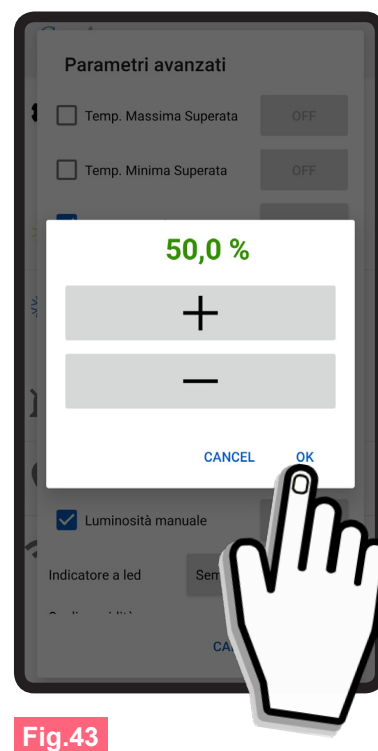 Parametri avanzati
Temp. Massima Superata OFF
Temp. Minima Superata OFF
50,0 %
+
−
CANCEL OK
Luminosità manuale
Indicatore a led
Fig.43